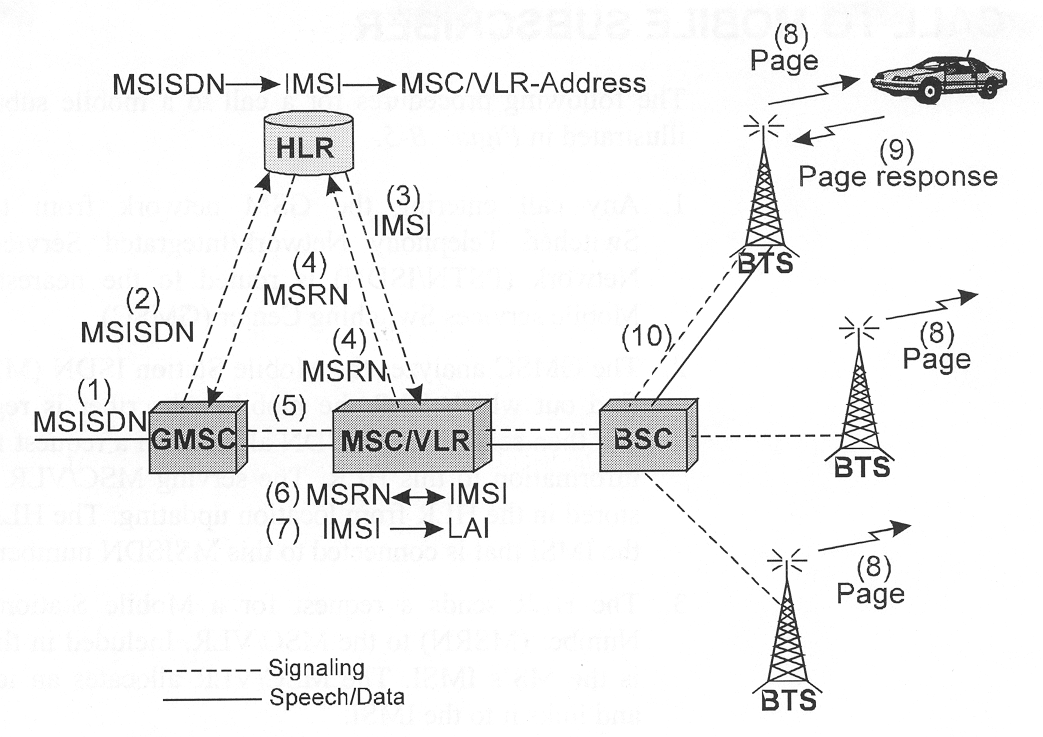 (8)
Page
MSISDN→IMSI→MSC/VLR-Address
HLR
(9)
Page response
(3)
IMSI
(4)
MSRN
(2)
MSISDN
(4)
MSRN
BTS
(10)
(8)
Page
(1)
MSISDN
(5)
GMSC
MSC/VLR
BSC
BTS
(6) MSRN↔IMSI
(7) IMSI→LAI
(8)
Page
Signaling
Speech/Data
BTS